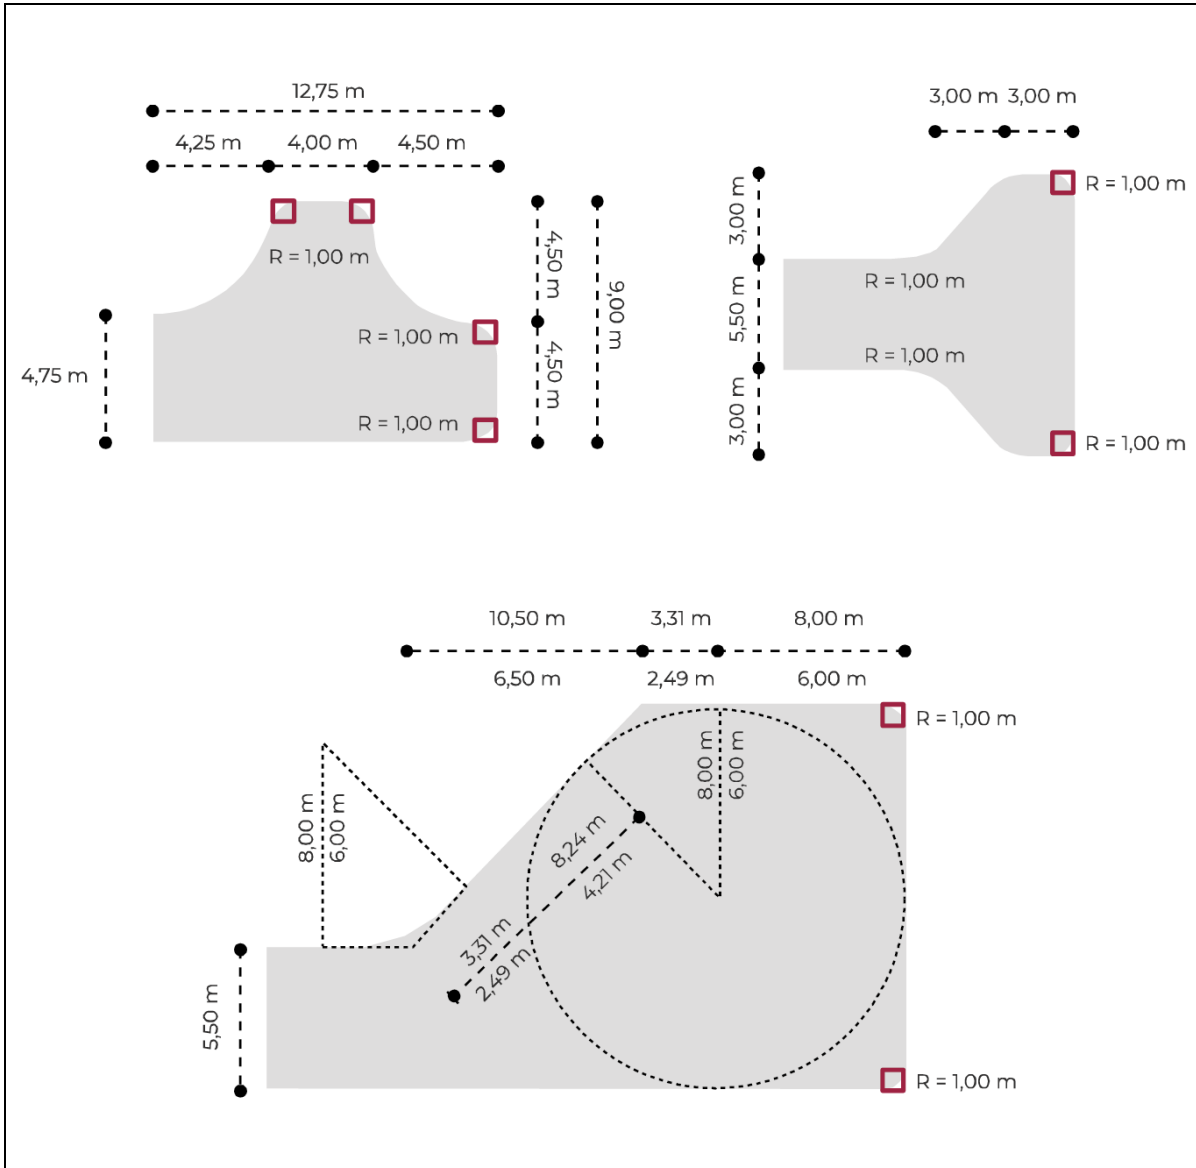 12,75 m
4,25 m
4,00 m
4,50 m
R = 1,00 m
4,50 m
9,00 m
R = 1,00 m
4,75 m
4,50 m
R = 1,00 m
3,00 m
3,00 m
3,00 m
R = 1,00 m
R = 1,00 m
5,50 m
R = 1,00 m
3,00 m
R = 1,00 m
10,50 m
3,31 m
8,00 m
6,50 m
2,49 m
6,00 m
R = 1,00 m
8,00 m
6,00 m
8,00 m
6,00 m
8,24 m
4,21 m
3,31 m
2,49 m
5,50 m
R = 1,00 m